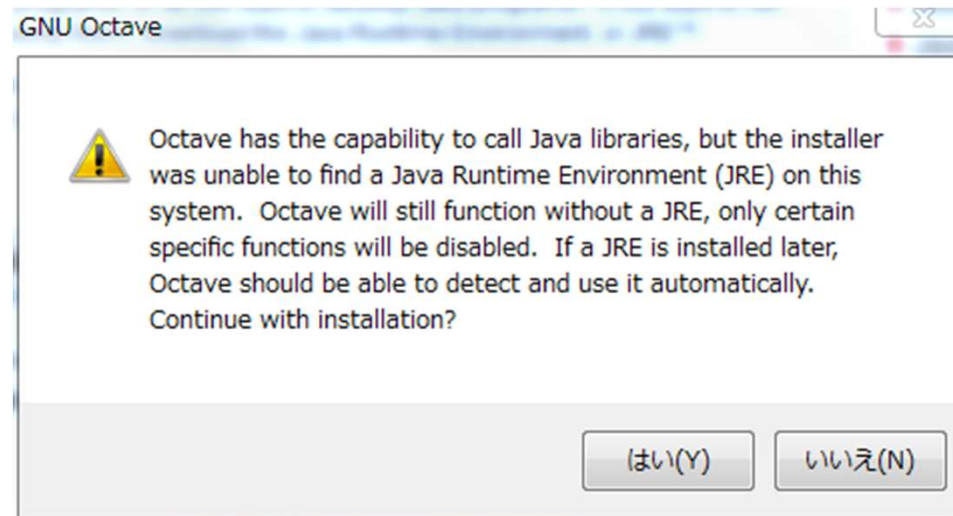 GNU Octave
Octave has the capability to call Java libraries, but the installer
was unable to find a Java Runtime Environment (JRE) on this
system.  Octave will still function without a JRE, only certain
specific functions will be disabled.  If a JRE is installed later,
Octave should be able to detect and use it automatically.
Continue with installation?
はい(Y)
いいえ(N)